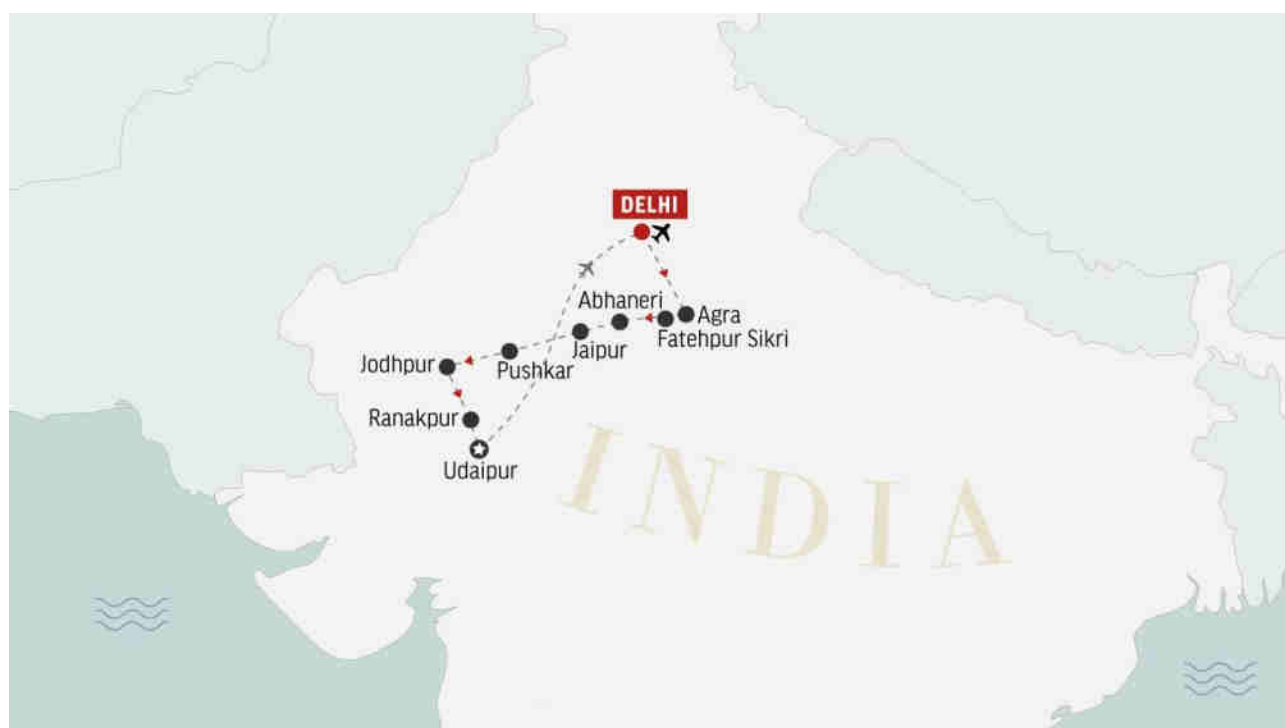 DELHI
Abhaneri
Agra
Fatehpur Sikri
Jaipur
Pushkar
Jodhpur
Ranakpur
Udaipur
INDIA